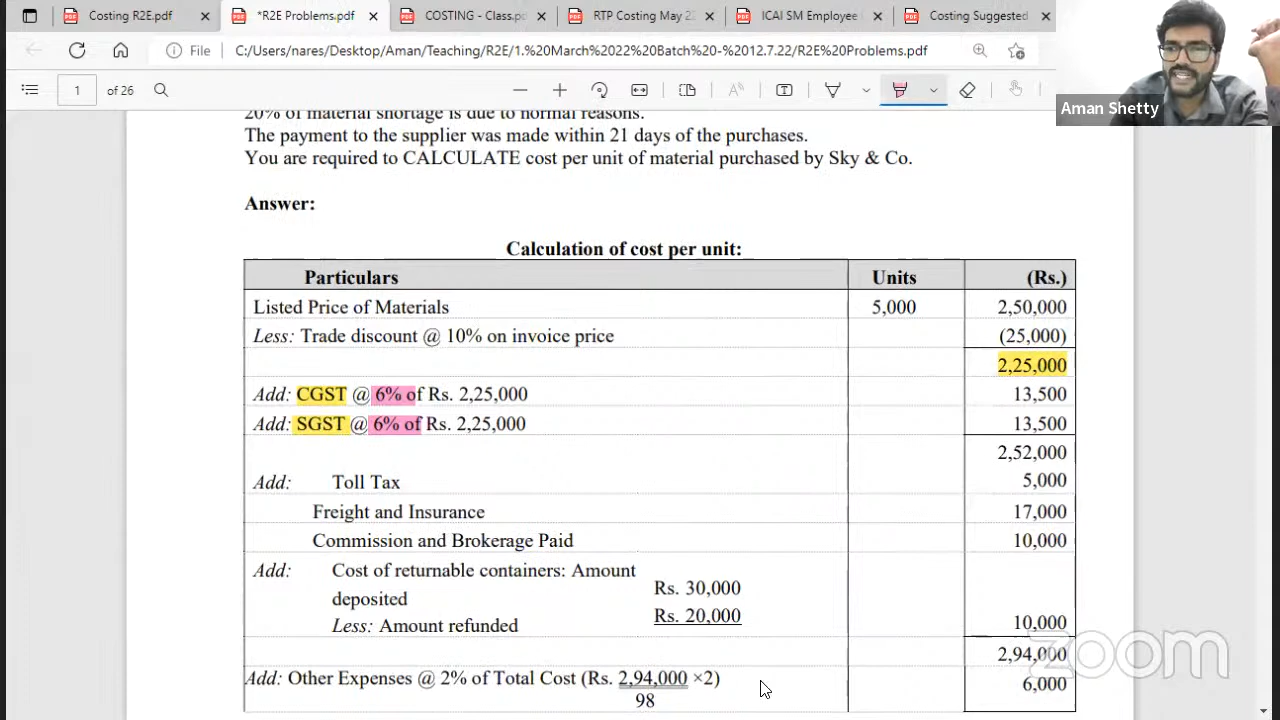 Costing R2E.pdf
*R2E Problems.pdf
COSTING - Class.pd
RTP Costing May 22
ICAI SM Employee
Costing Suggested
File C:/Users/nares/Desktop/Aman/Teaching/R2E/1.%20March%2022%20Batch%20-%2012.7.22/R2E%20Problems.pdf
1 of 26
Aman Shetty
20% of material shortage is due to normal reasons.
The payment to the supplier was made within 21 days of the purchases.
You are required to CALCULATE cost per unit of material purchased by Sky & Co.
Answer:
Calculation of cost per unit:
Particulars Units (Rs.)
Listed Price of Materials 5,000 2,50,000
Less: Trade discount @ 10% on invoice price (25,000)
2,25,000
Add: CGST @ 6% of Rs. 2,25,000 13,500
Add: SGST @ 6% of Rs. 2,25,000 13,500
2,52,000
Add: Toll Tax 5,000
Freight and Insurance 17,000
Commission and Brokerage Paid 10,000
Add: Cost of returnable containers: Amount
deposited Rs. 30,000
Less: Amount refunded Rs. 20,000 10,000
2,94,000
Add: Other Expenses @ 2% of Total Cost (Rs. 2,94,000 ×2) 6,000
98
zoom